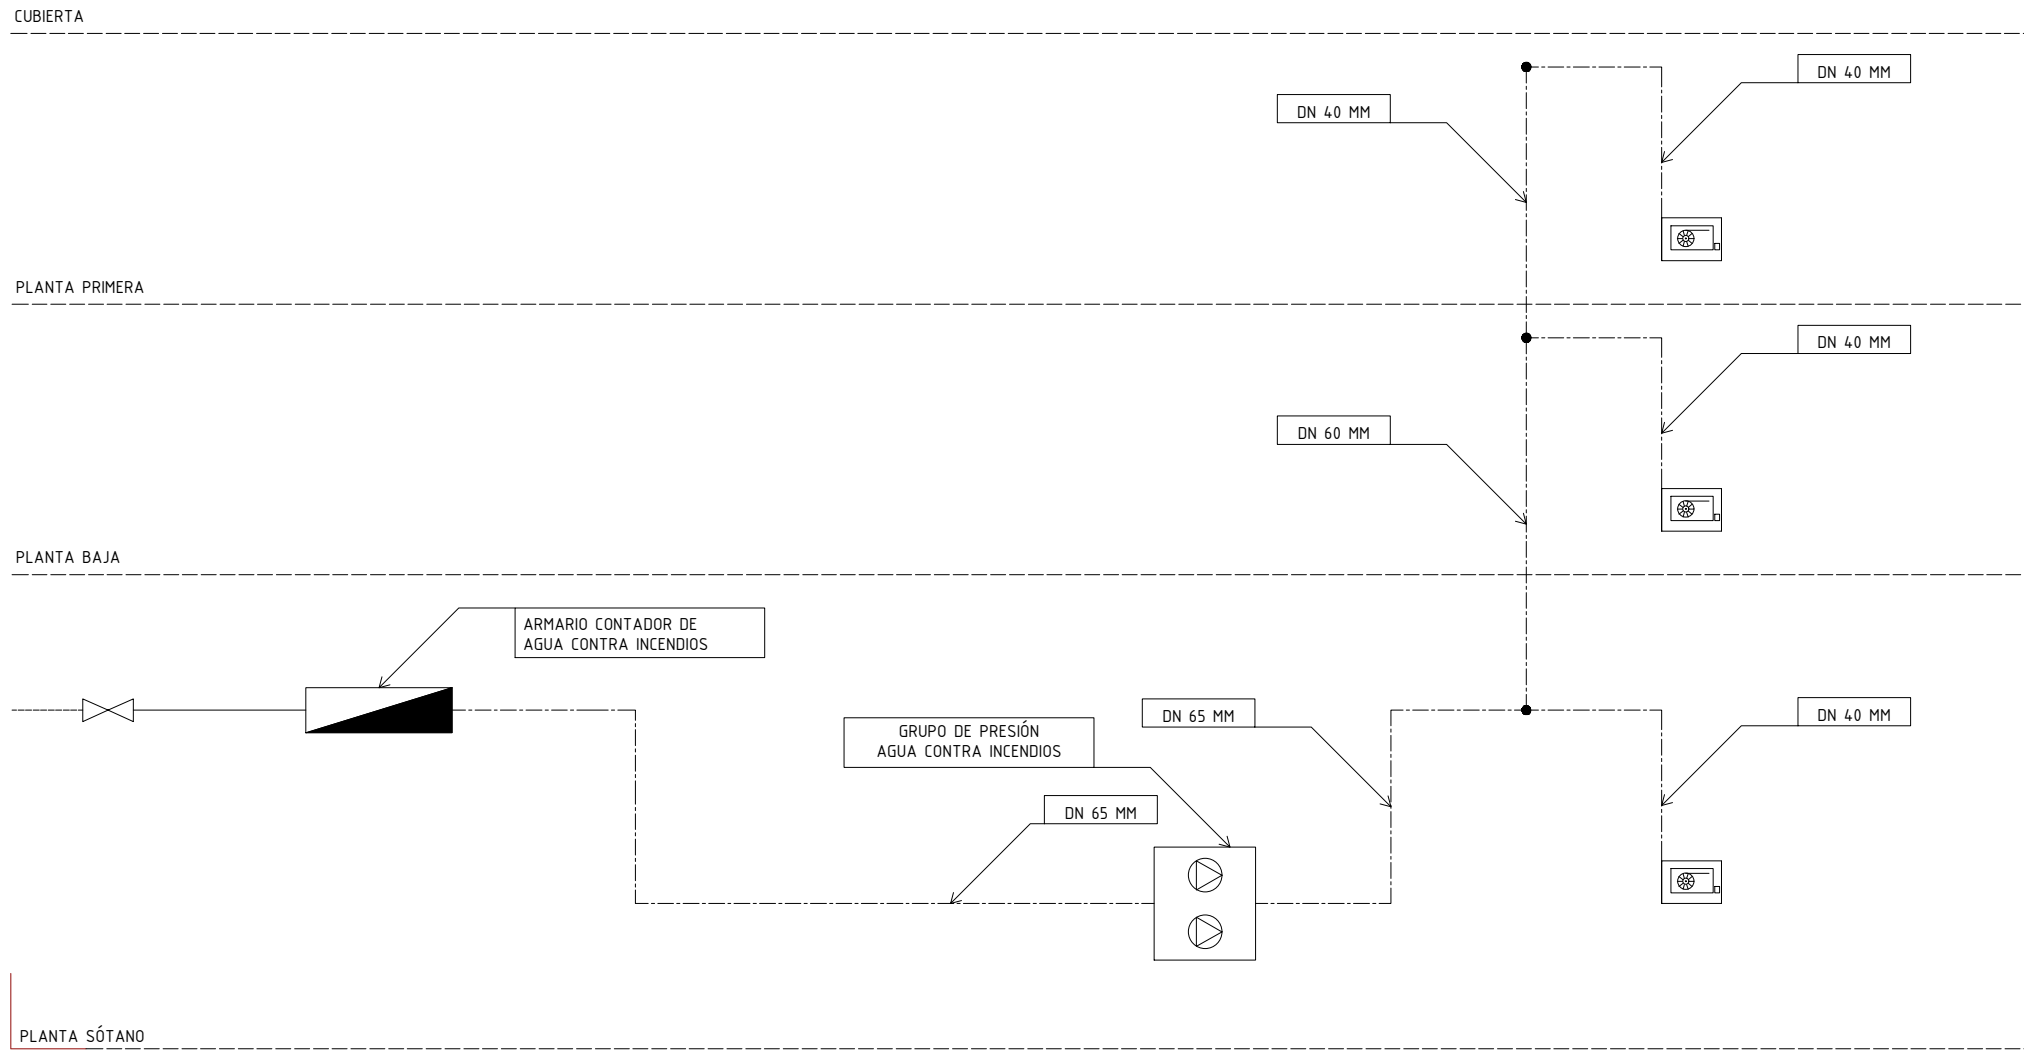 CUBIERTA
DN 40 MM
DN 40 MM
PLANTA PRIMERA
DN 40 MM
DN 60 MM
PLANTA BAJA
ARMARIO CONTADOR DE
AGUA CONTRA INCENDIOS
GRUPO DE PRESIÓN
AGUA CONTRA INCENDIOS
DN 65 MM
DN 40 MM
DN 65 MM
PLANTA SÓTANO